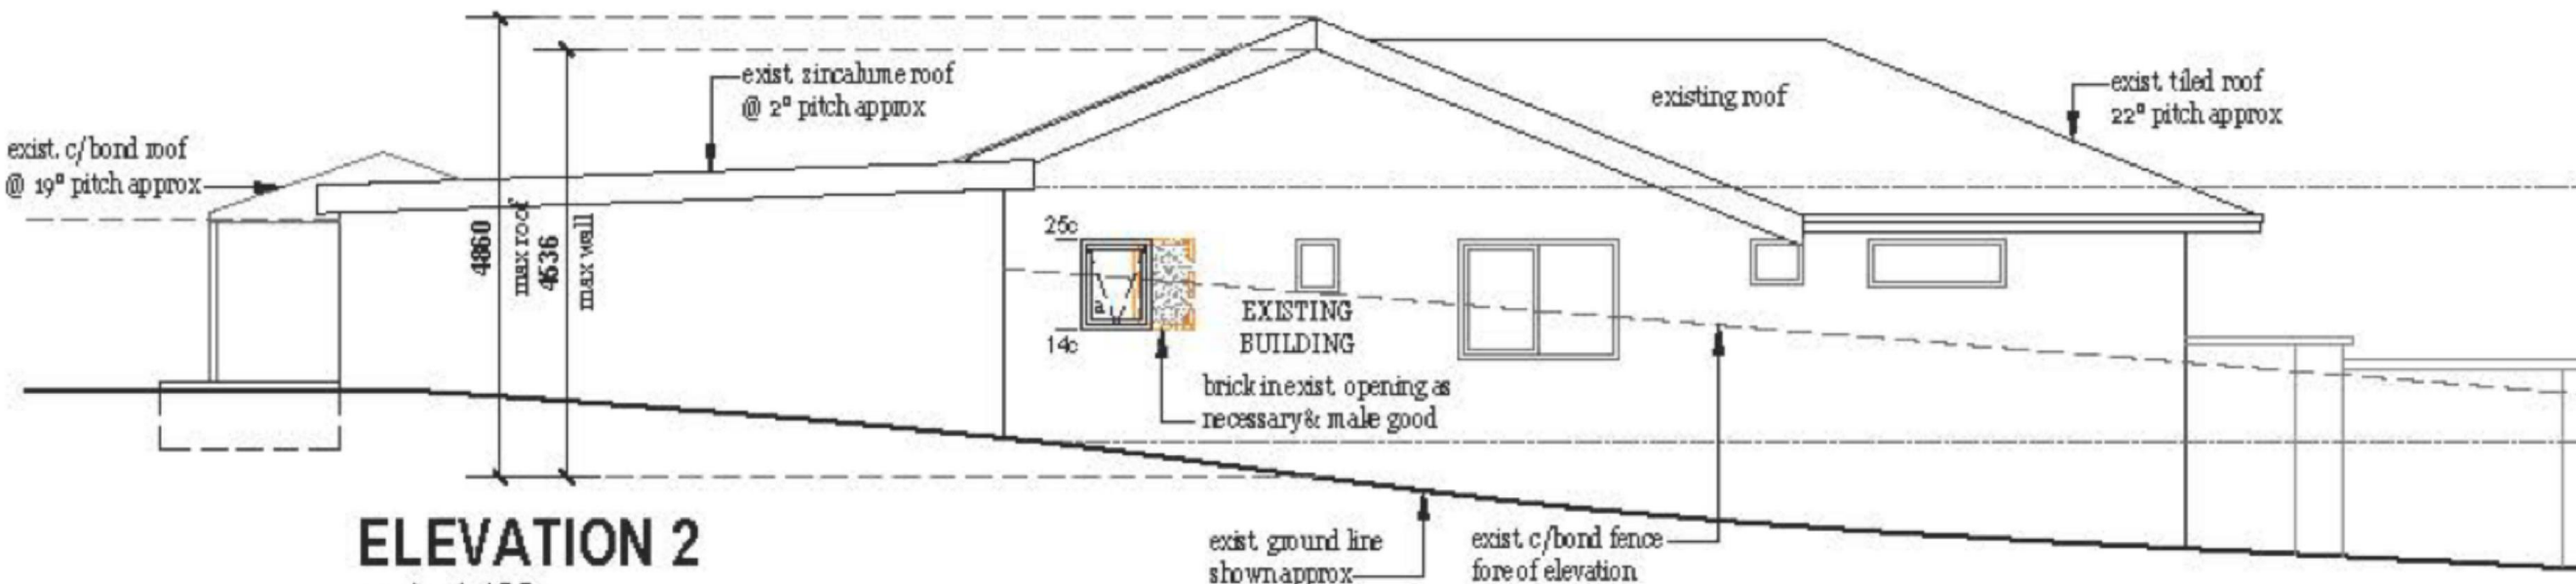 exist. zincalume roof
@ 2° pitch approx
existing roof
exist. tiled roof
22° pitch approx
exist. c/bond roof
@ 19° pitch approx
4860
max roof
4536
max wall
25c
14c
P
EXISTING
BUILDING
brick in exist. opening as
necessary & make good
ELEVATION 2
exist. ground line
shown approx
exist. c/bond fence
fore of elevation